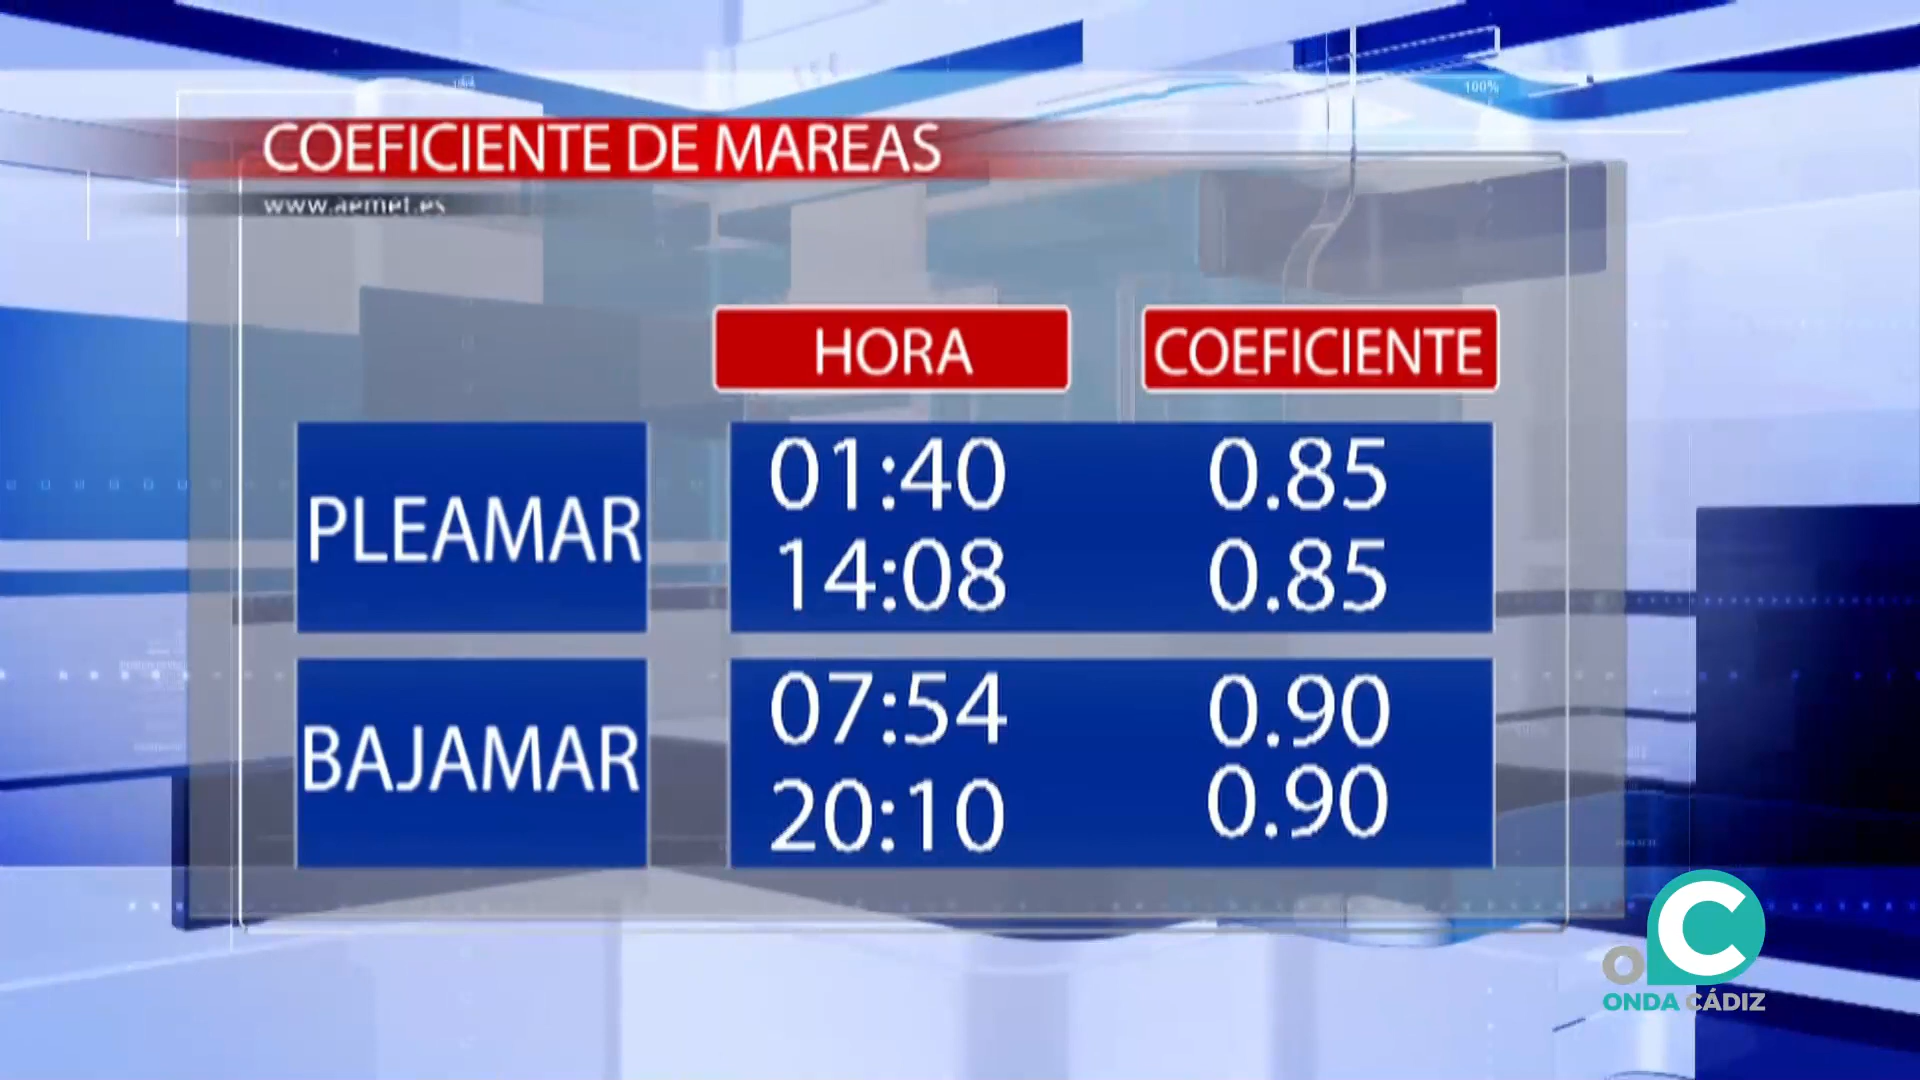 COEFICIENTE DE MAREAS
www.aemet.es
HORA COEFICIENTE
PLEAMAR
01:40 0.85
14:08 0.85
BAJAMAR
07:54 0.90
20:10 0.90
100%
ONDA CÁDIZ